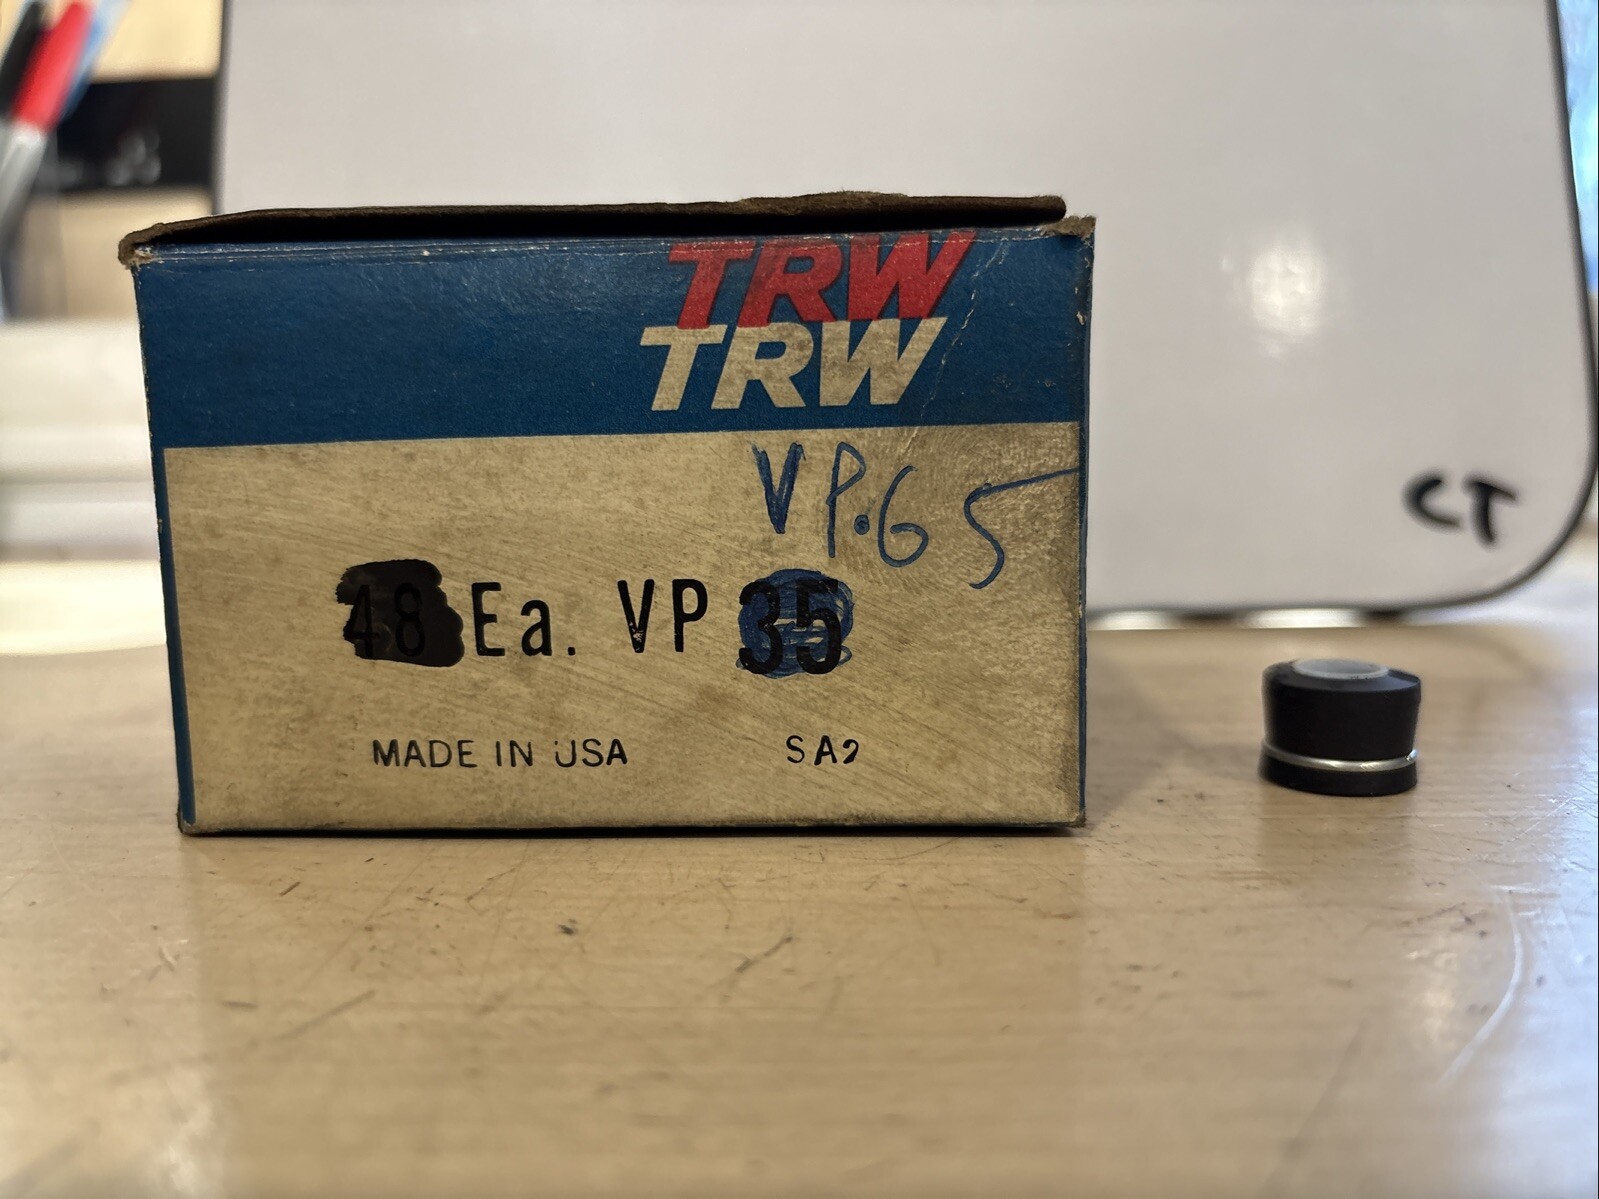 TRW
TRW
VP.65
48 Ea. VP 35
MADE IN USA SA2
CT